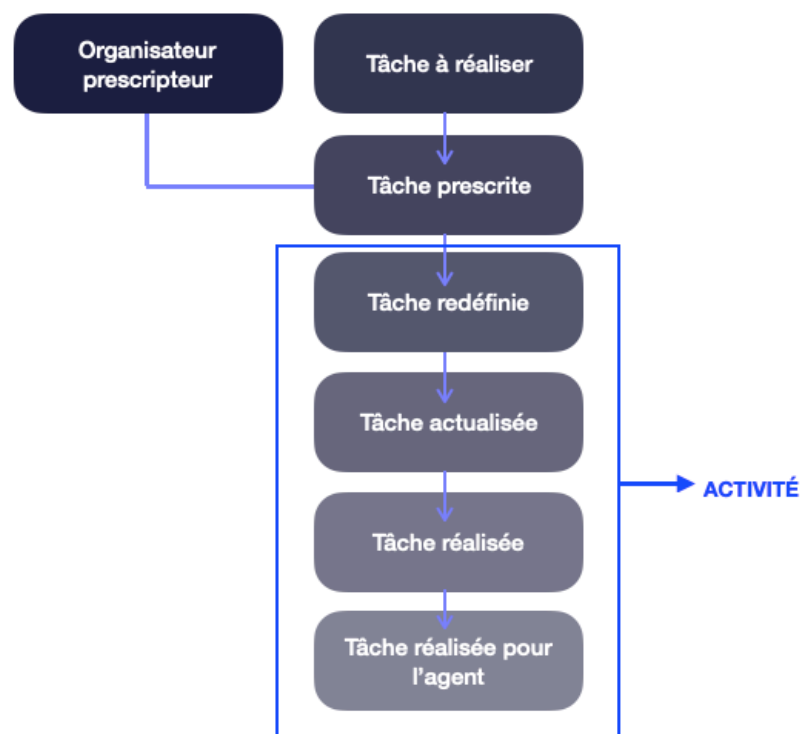 Organisateur
prescripteur
Tâche à réaliser
Tâche prescrite
Tâche redéfinie
Tâche actualisée
ACTIVITÉ
Tâche réalisée
Tâche réalisée pour
l'agent